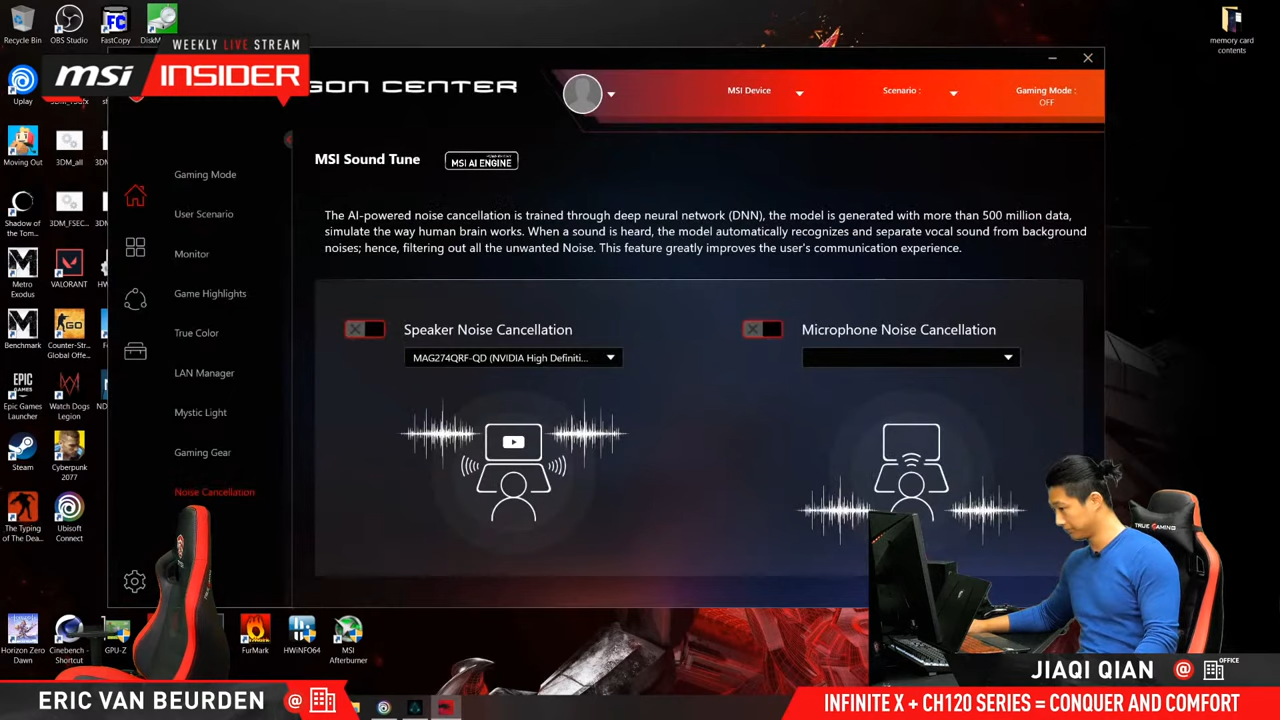 Recycle Bin
OBS Studio
FastCopy
memory card
contents
WEEKLY LIVE STREAM
msi INSIDER
GON CENTER
MSI Device
Scenario :
Gaming Mode :
OFF
Uplay
Moving Out
3DM_all
Shadow of
the Tom...
3DM_FSEC...
Metro
Exodus
VALORANT
Benchmark
Counter-Str...
Global Offe...
EPIC
GAMES
Epic Games
Launcher
Watch Dogs
Legion
Steam
Cyberpunk
2077
The Typing
of The Dea...
Ubisoft
Connect
Gaming Mode
User Scenario
Monitor
Game Highlights
True Color
LAN Manager
Mystic Light
Gaming Gear
Noise Cancellation
MSI Sound Tune
MSI AI ENGINE
The AI-powered noise cancellation is trained through deep neural network (DNN), the model is generated with more than 500 million data,
simulate the way human brain works. When a sound is heard, the model automatically recognizes and separate vocal sound from background
noises; hence, filtering out all the unwanted Noise. This feature greatly improves the user's communication experience.
Speaker Noise Cancellation
MAG274QRF-QD (NVIDIA High Definiti...
Microphone Noise Cancellation
TRUE GAMING
Horizon Zero
Dawn
Cinebench -
Shortcut
GPU-Z
FurMark
HWiNFO64
MSI
Afterburner
ERIC VAN BEURDEN @
JIAQI QIAN @ OFFICE
INFINITE X + CH120 SERIES = CONQUER AND COMFORT